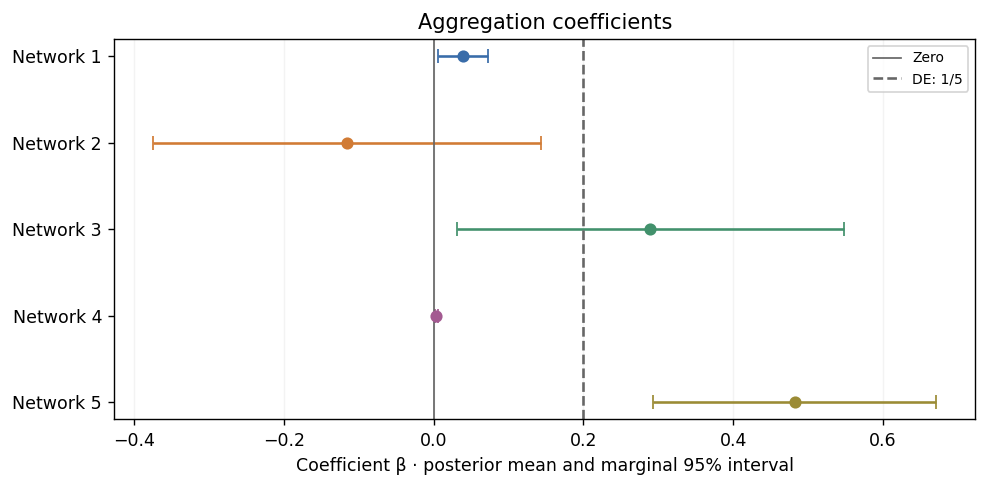 Aggregation coefficients
Network 1
Network 2
Network 3
Network 4
Network 5
Zero
DE: 1/5
−0.4 −0.2 0.0 0.2 0.4 0.6
Coefficient β · posterior mean and marginal 95% interval